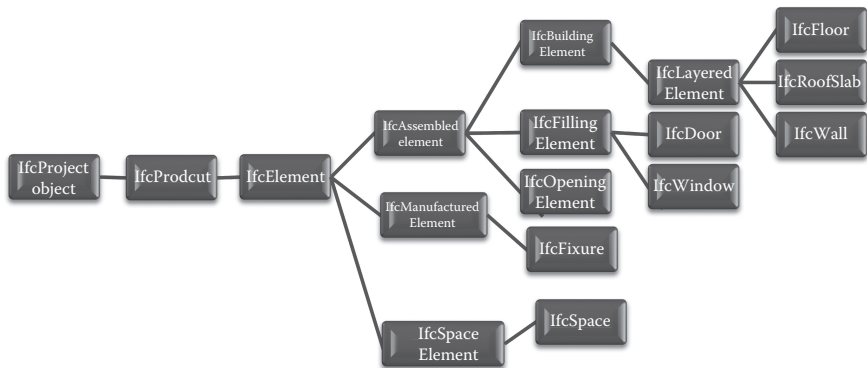 IfcProject
object
IfcProdcut
IfcElement
IfcAssembled
element
IfcManufactured
Element
IfcSpace
Element
IfcBuilding
Element
IfcFilling
Element
IfcOpening
Element
IfcFixure
IfcSpace
IfcLayered
Element
IfcDoor
IfcWindow
IfcFloor
IfcRoofSlab
IfcWall